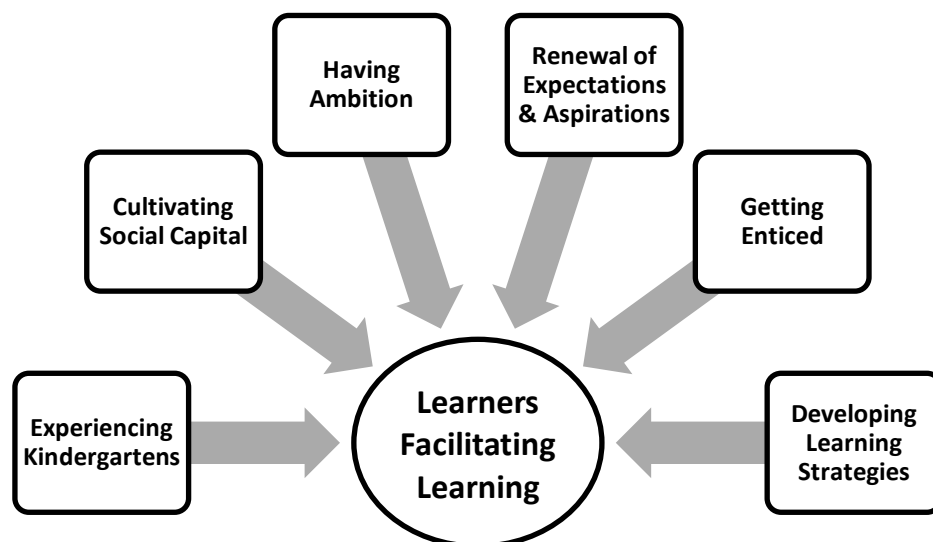 Having
Ambition
Renewal of
Expectations
& Aspirations
Cultivating
Social Capital
Getting
Enticed
Experiencing
Kindergartens
Learners
Facilitating
Learning
Developing
Learning
Strategies